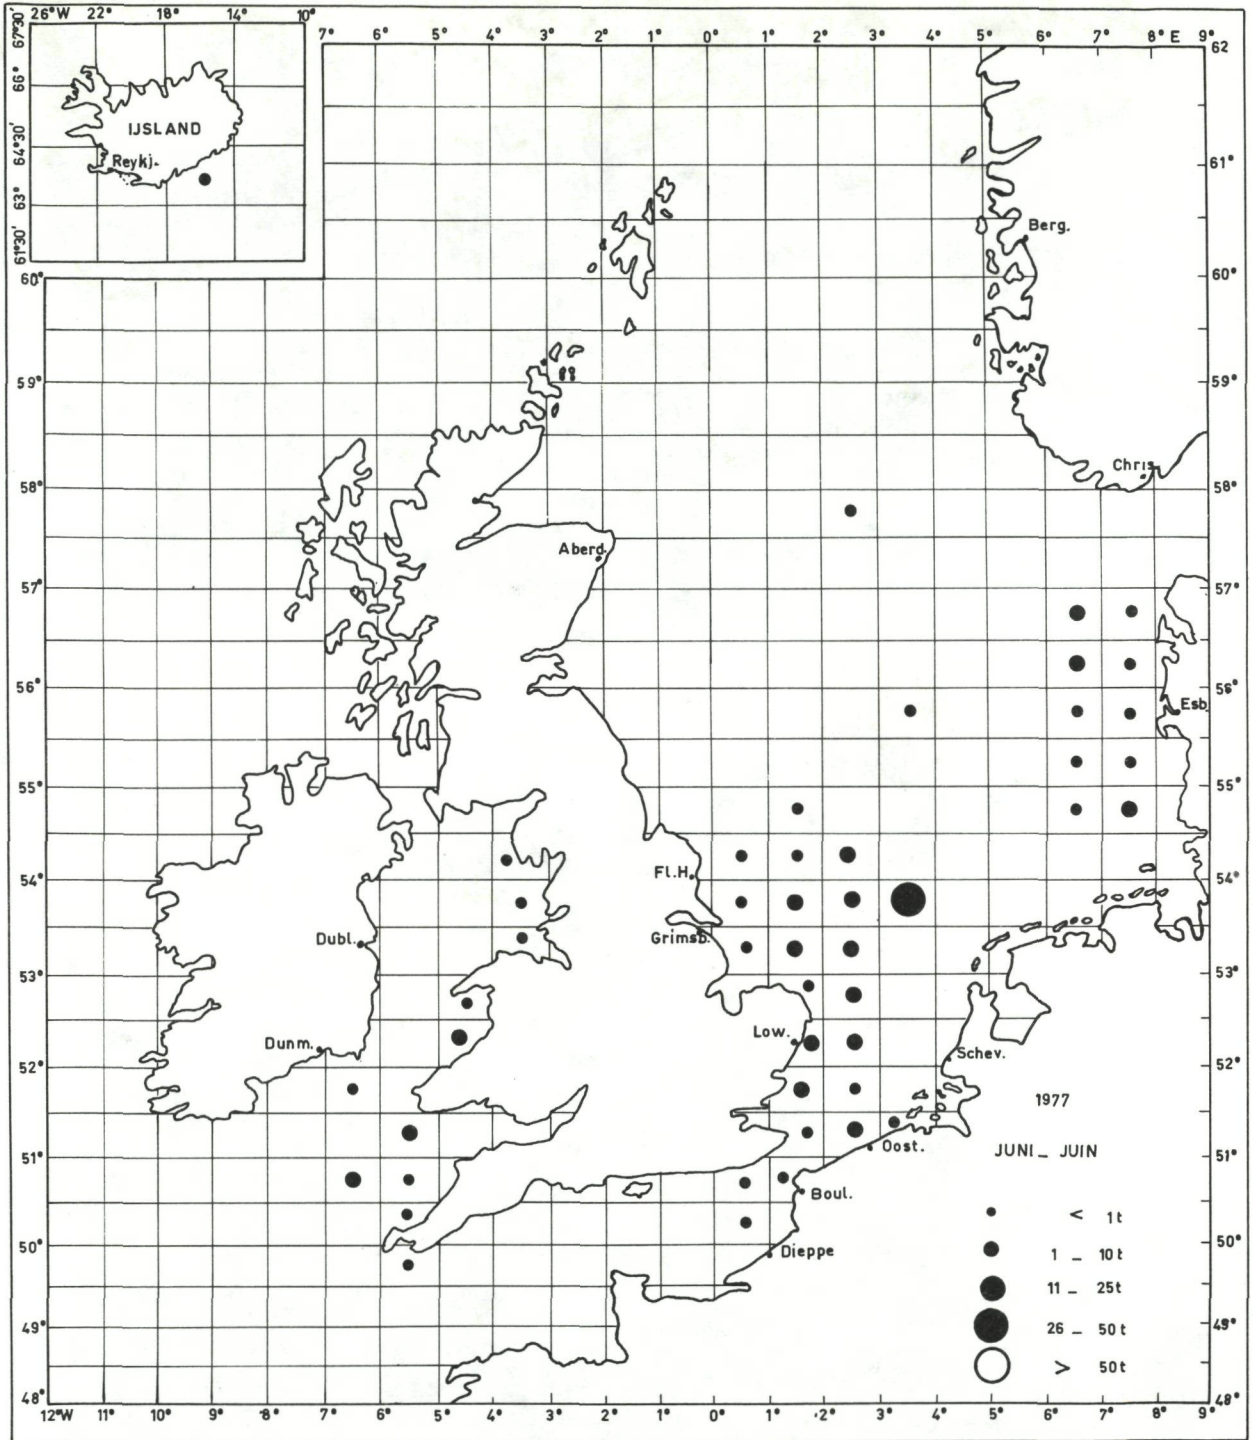 26°W 22° 18° 14° 10°
67°30'
66°
64°30'
63°
61°30'
IJSLAND
Reykj.
7° 6° 5° 4° 3° 2° 1° 0° 1° 2° 3° 4° 5° 6° 7° 8° E 9°
62
61°
60°
59°
58°
57°
56°
55°
54°
53°
52°
51°
50°
49°
48°
60°
59°
58°
57°
56°
55°
54°
53°
52°
51°
50°
49°
48°
Berg.
Chris
Aberd.
Esb
Fl.H.
Dubl.
Grimsb.
Dunm.
Low.
Schev.
Oost.
Boul.
Dieppe
1977
JUNI _ JUIN
< 1t
1 _ 10t
11 _ 25t
26 _ 50t
> 50t
12°W 11° 10° 9° 8° 7° 6° 5° 4° 3° 2° 1° 0° 1° 2° 3° 4° 5° 6° 7° 8° 9°